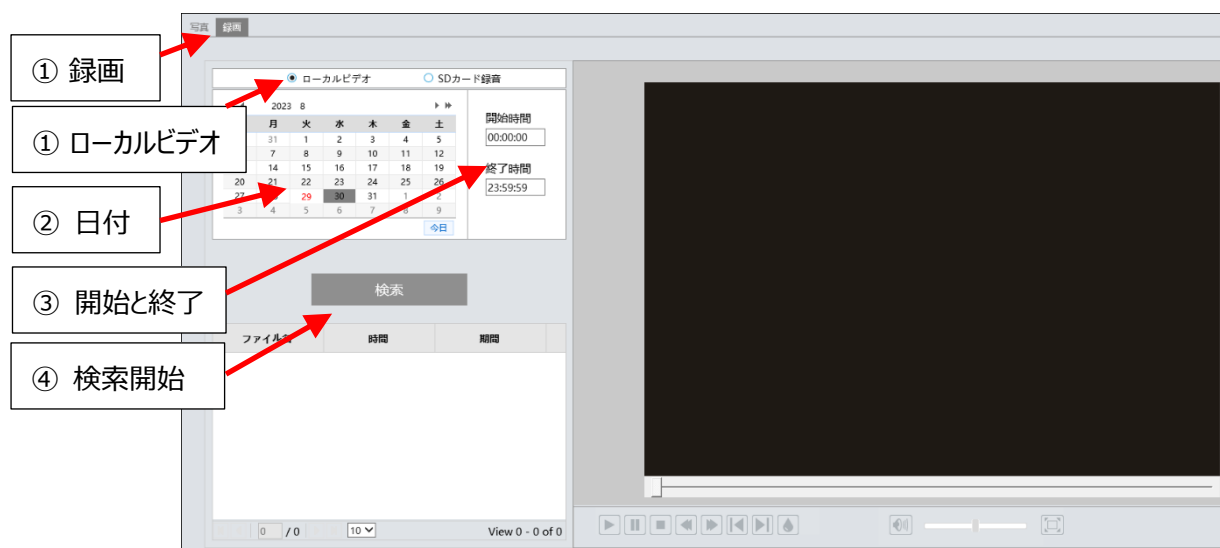 写真 録画
① 録画
ローカルビデオ SDカード録音
2023 8
① ローカルビデオ
月 火 水 木 金 土
31 1 2 3 4 5
7 8 9 10 11 12
14 15 16 17 18 19
20 21 22 23 24 25 26
27 29 30 31 1 2
3 4 5 6 7 8 9
今日
開始時間
00:00:00
終了時間
23:59:59
② 日付
③ 開始と終了
検索
④ 検索開始
時間 期間
0 / 0 10 View 0 - 0 of 0